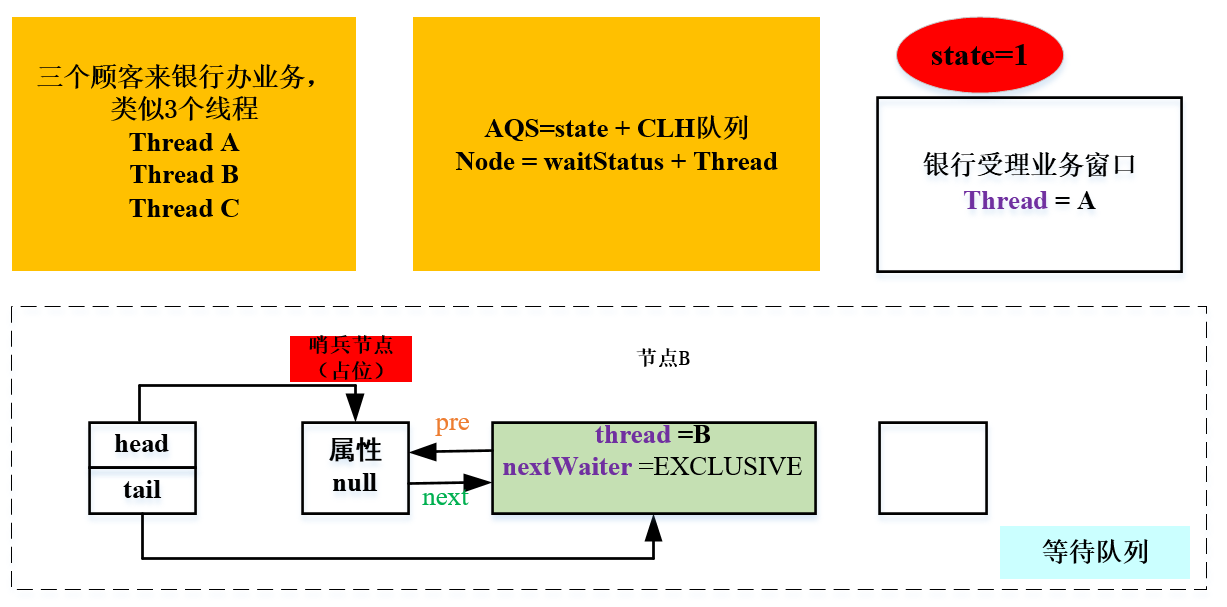 三个顾客来银行办业务，
类似3个线程
Thread A
Thread B
Thread C
AQS=state + CLH队列
Node = waitStatus + Thread
state=1
银行受理业务窗口
Thread = A
哨兵节点
（占位）
节点B
head
tail
属性
null
pre
next
thread =B
nextWaiter =EXCLUSIVE
等待队列